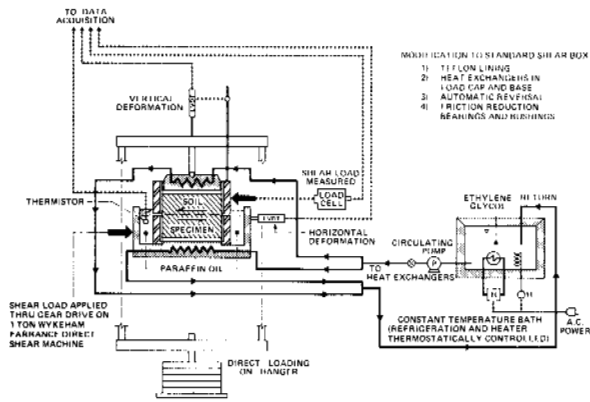 TO DATA
ACQUISITION
VERTICAL
DEFORMATION
MODIFICATION TO STANDARD SHEAR BOX
1) TEFLON LINING
2) HEAT EXCHANGERS IN
LOAD CAP AND BASE
3) AUTOMATIC REVERSAL
4) FRICTION REDUCTION
BEARINGS AND BUSHINGS
SHEAR LOAD
MEASURED
LOAD
CELL
THERMISTOR
SOIL
SPECIMEN
LVDT
HORIZONTAL
DEFORMATION
ETHYLENE
GLYCOL
RETURN
CIRCULATING
PUMP
P
TO
HEAT EXCHANGERS
PARAFFIN OIL
R
H
A.C.
POWER
SHEAR LOAD APPLIED
THRU GEAR DRIVE ON
1 TON WYKEHAM
FARRANCE DIRECT
SHEAR MACHINE
CONSTANT TEMPERATURE BATH
(REFRIGERATION AND HEATER
THERMOSTATICALLY CONTROLLED)
DIRECT LOADING
ON HANGER